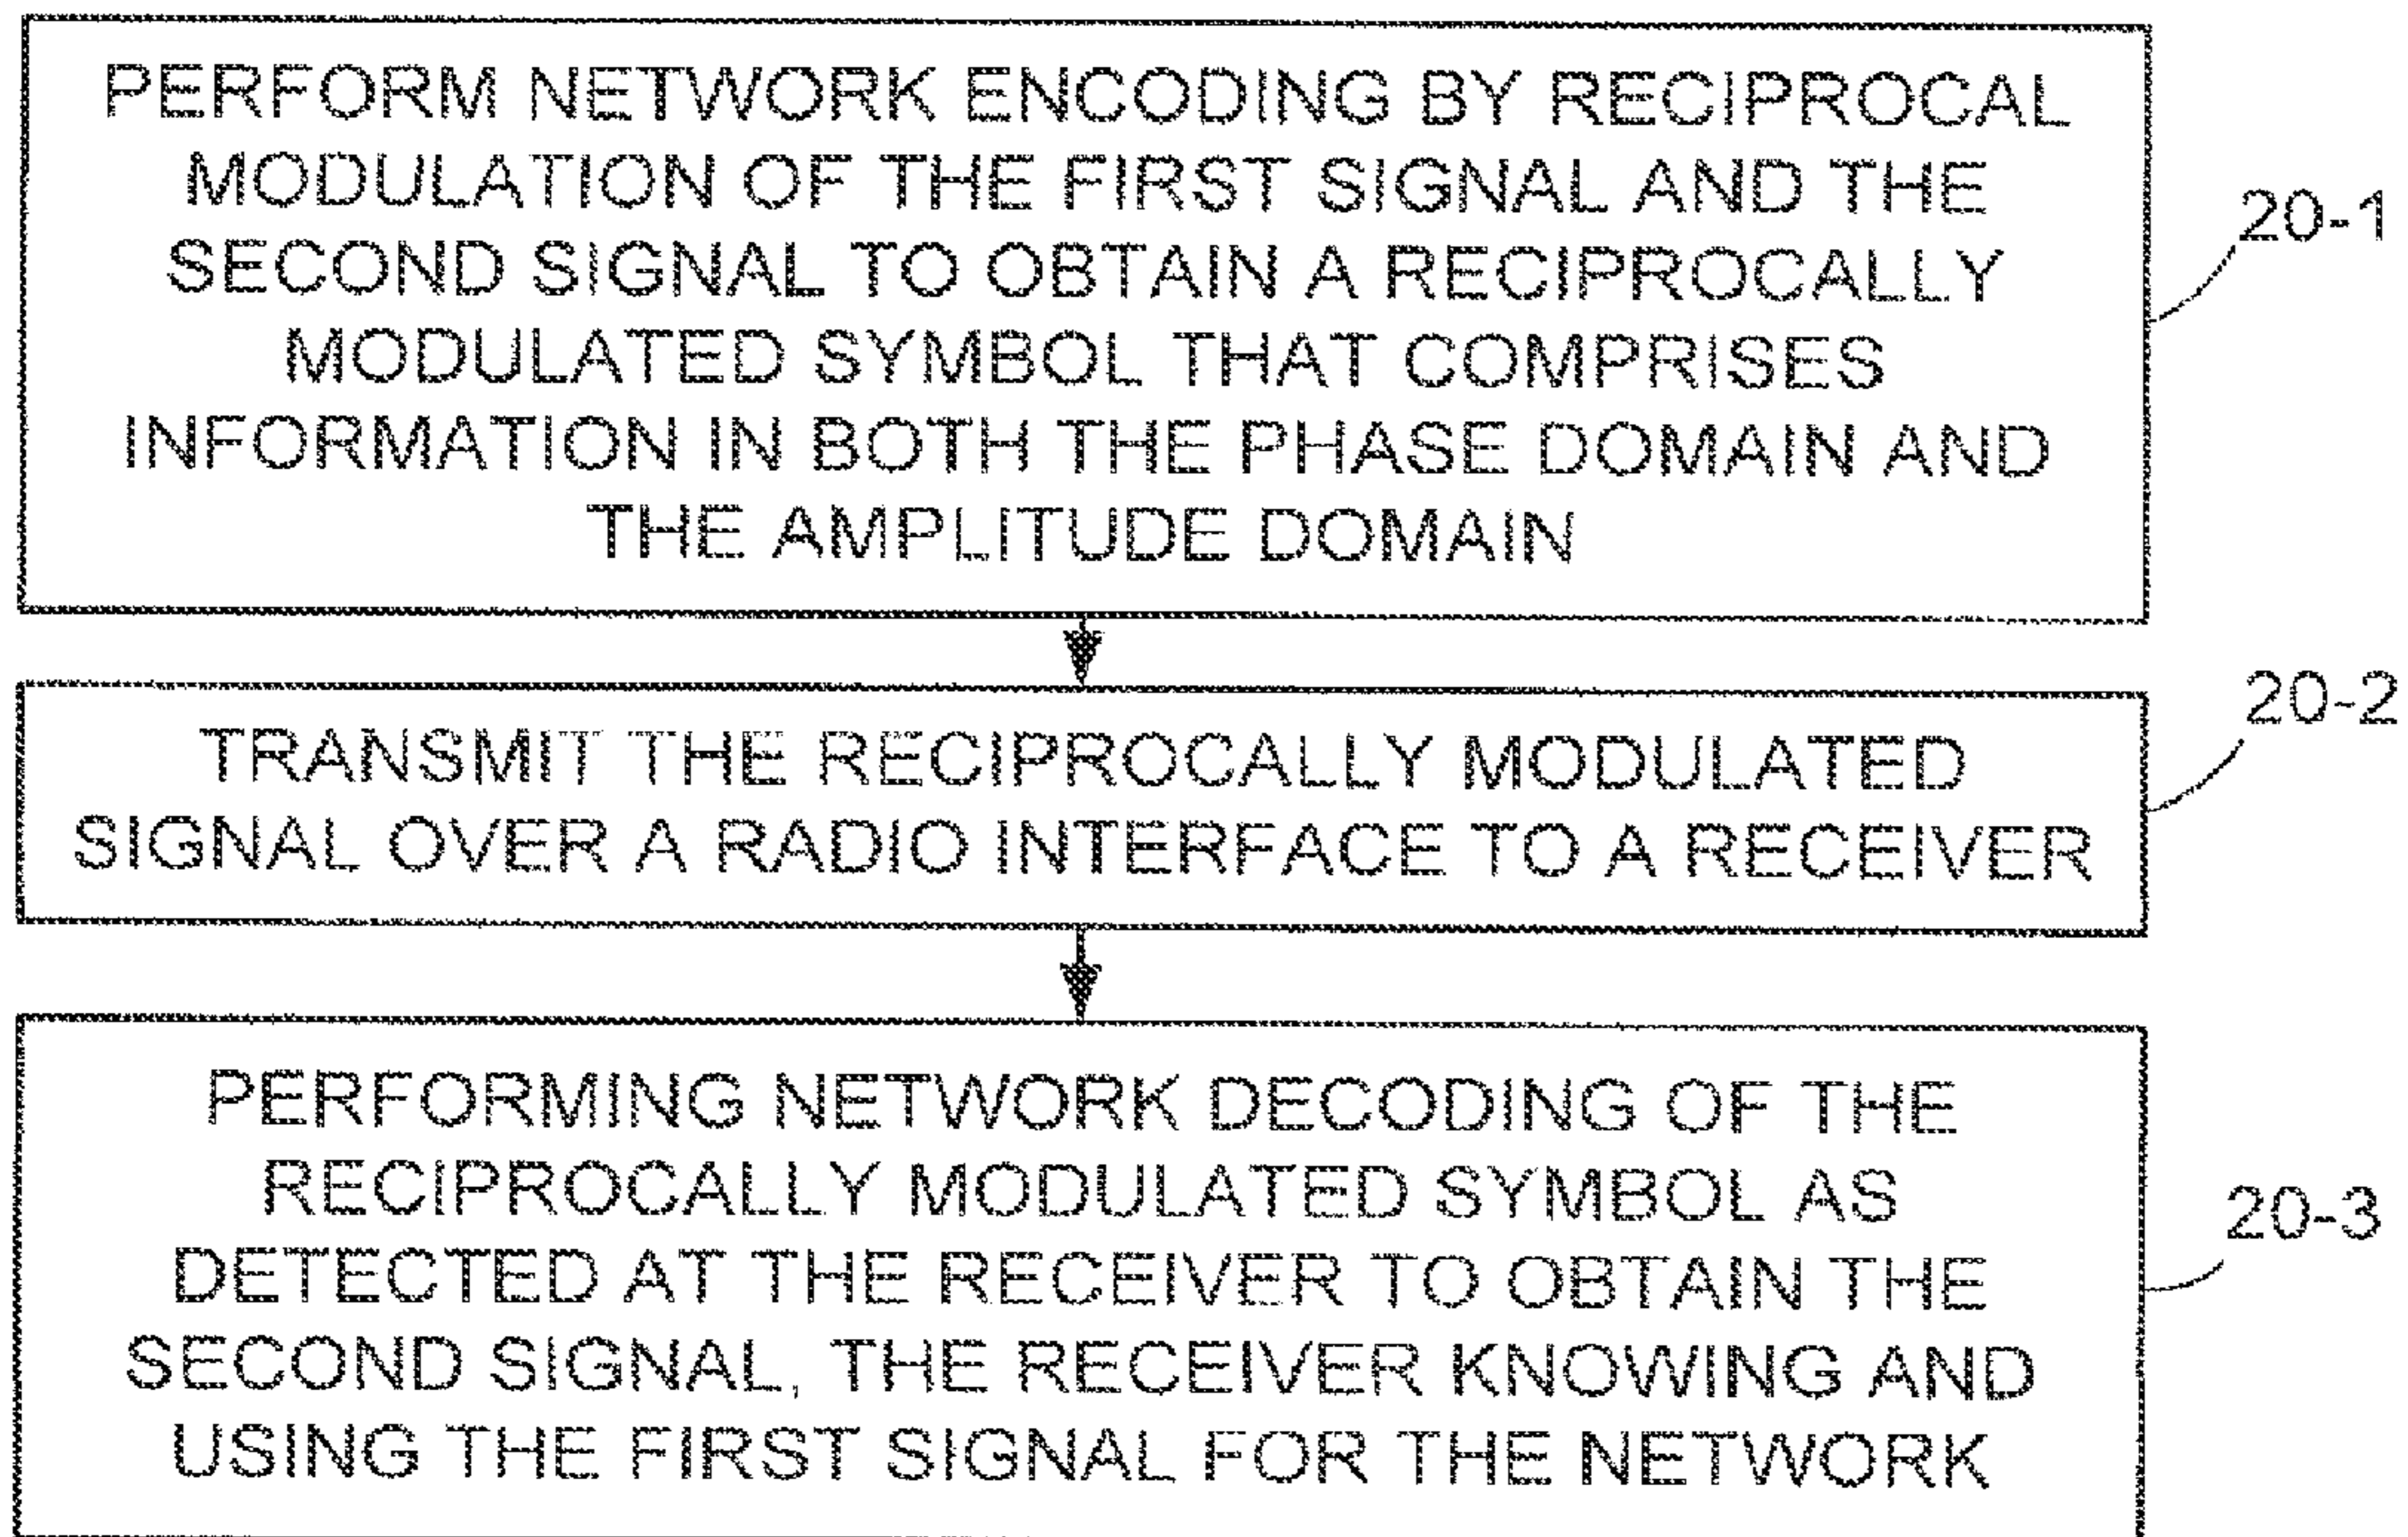 PERFORM NETWORK ENCODING BY RECIPROCAL
MODULATION OF THE FIRST SIGNAL AND THE
SECOND SIGNAL TO OBTAIN A RECIPROCALLY
MODULATED SYMBOL THAT COMPRISES
INFORMATION IN BOTH THE PHASE DOMAIN AND
THE AMPLITUDE DOMAIN
20-1
TRANSMIT THE RECIPROCALLY MODULATED
SIGNAL OVER A RADIO INTERFACE TO A RECEIVER
20-2
PERFORMING NETWORK DECODING OF THE
RECIPROCALLY MODULATED SYMBOL AS
DETECTED AT THE RECEIVER TO OBTAIN THE
SECOND SIGNAL, THE RECEIVER KNOWING AND
USING THE FIRST SIGNAL FOR THE NETWORK
20-3